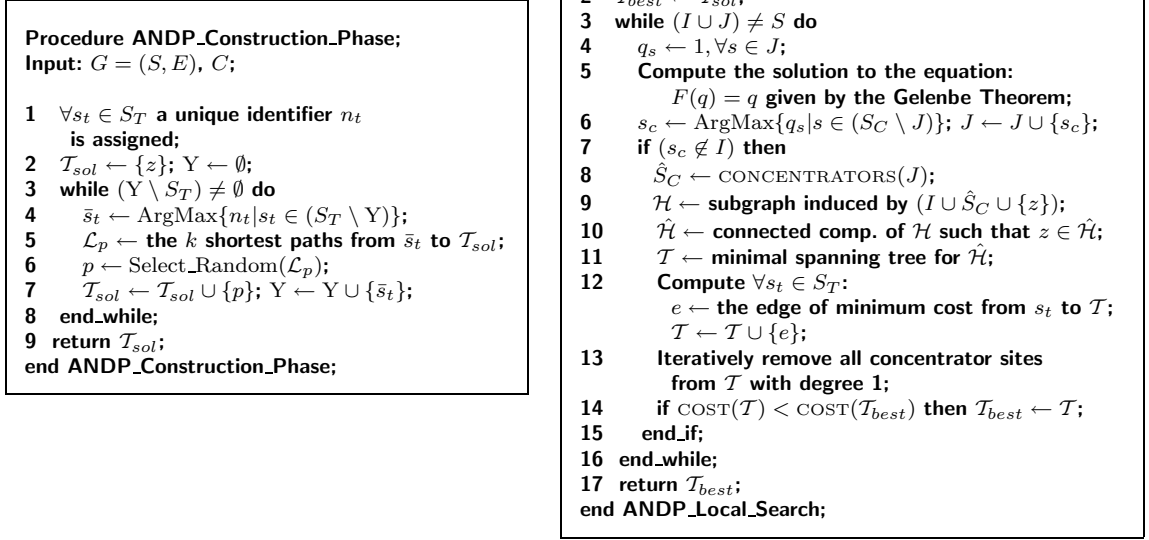 Procedure ANDP_Construction_Phase;
Input: G = (S, E), C;
1 ∀s_t ∈ S_T a unique identifier n_t
is assigned;
2 𝒯_sol ← {z}; Y ← ∅;
3 while (Y \ S_T) ≠ ∅ do
4 s̄_t ← ArgMax{n_t|s_t ∈ (S_T \ Y)};
5 ℒ_p ← the k shortest paths from s̄_t to 𝒯_sol;
6 p ← Select_Random(ℒ_p);
7 𝒯_sol ← 𝒯_sol ∪ {p}; Y ← Y ∪ {s̄_t};
8 end_while;
9 return 𝒯_sol;
end ANDP_Construction_Phase;
2 𝒯_best ← 𝒯_sol;
3 while (I ∪ J) ≠ S do
4 q_s ← 1, ∀s ∈ J;
5 Compute the solution to the equation:
F(q) = q given by the Gelenbe Theorem;
6 s_c ← ArgMax{q_s|s ∈ (S_C \ J)}; J ← J ∪ {s_c};
7 if (s_c ∉ I) then
8 Ŝ_C ← CONCENTRATORS(J);
9 ℋ ← subgraph induced by (I ∪ Ŝ_C ∪ {z});
10 ℋ̂ ← connected comp. of ℋ such that z ∈ ℋ̂;
11 𝒯 ← minimal spanning tree for ℋ̂;
12 Compute ∀s_t ∈ S_T:
e ← the edge of minimum cost from s_t to 𝒯;
𝒯 ← 𝒯 ∪ {e};
13 Iteratively remove all concentrator sites
from 𝒯 with degree 1;
14 if COST(𝒯) < COST(𝒯_best) then 𝒯_best ← 𝒯;
15 end_if;
16 end_while;
17 return 𝒯_best;
end ANDP_Local_Search;